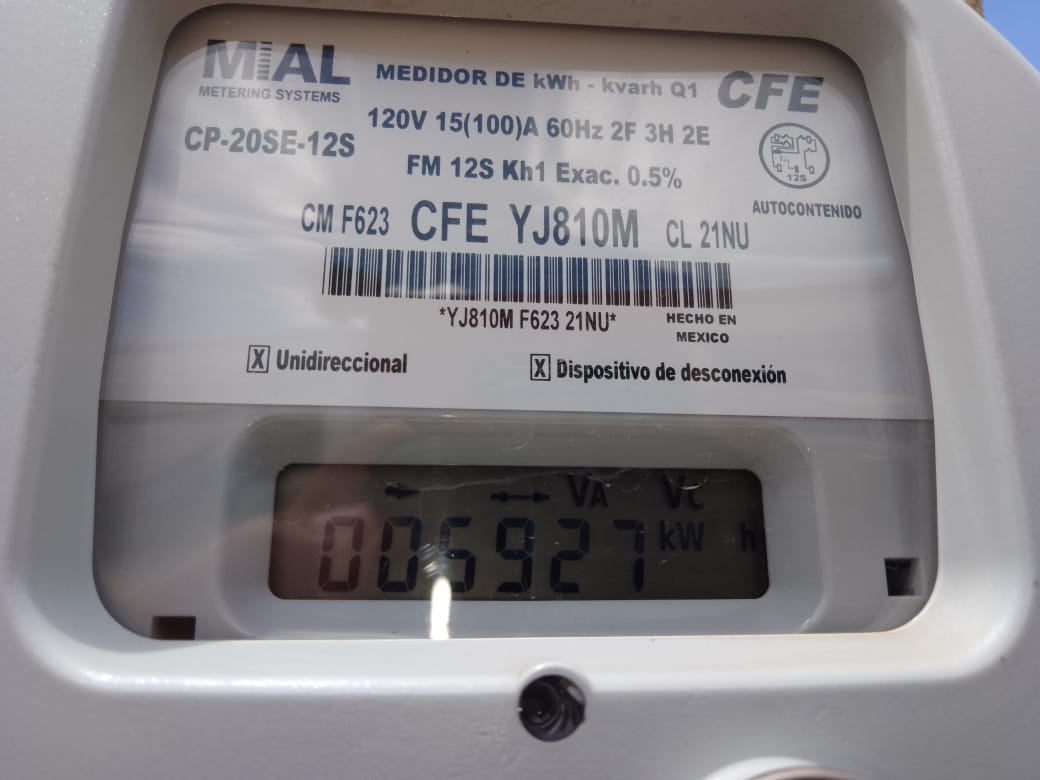 MIAL
METERING SYSTEMS
MEDIDOR DE kWh - kvarh Q1
CFE
CP-20SE-12S
120V 15(100)A 60Hz 2F 3H 2E
FM 12S Kh1 Exac. 0.5%
12S
AUTOCONTENIDO
CM F623 CFE YJ810M CL 21NU
*YJ810M F623 21NU*
HECHO EN
MEXICO
X Unidireccional
X Dispositivo de desconexión
VA VC
005927 kW h